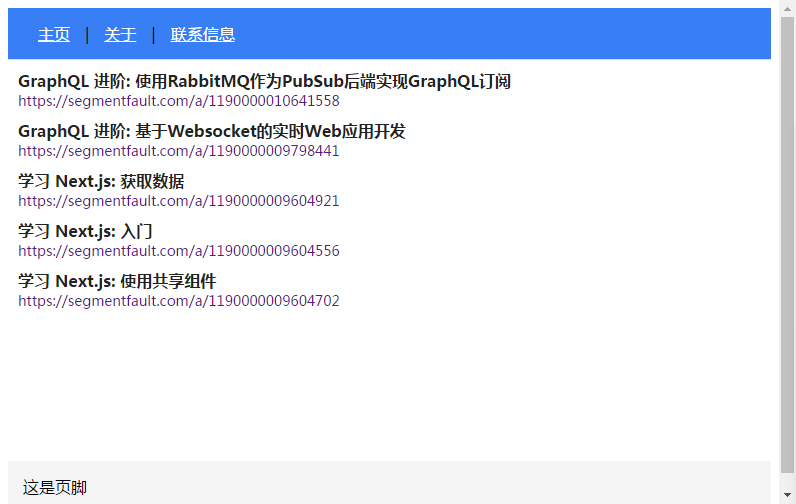 主页 | 关于 | 联系信息
GraphQL 进阶: 使用RabbitMQ作为PubSub后端实现GraphQL订阅
https://segmentfault.com/a/1190000010641558
GraphQL 进阶: 基于Websocket的实时Web应用开发
https://segmentfault.com/a/1190000009798441
学习 Next.js: 获取数据
https://segmentfault.com/a/1190000009604921
学习 Next.js: 入门
https://segmentfault.com/a/1190000009604556
学习 Next.js: 使用共享组件
https://segmentfault.com/a/1190000009604702
这是页脚